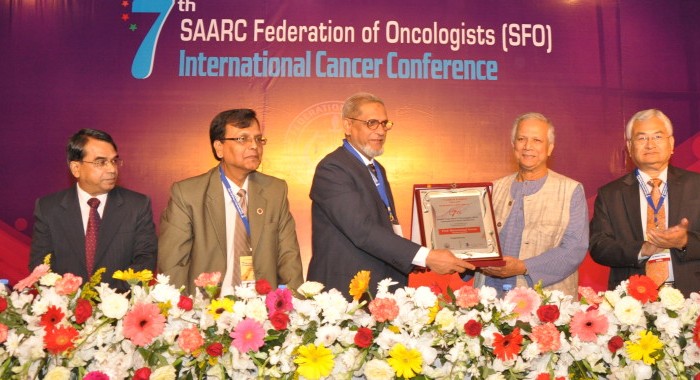 7th
SAARC Federation of Oncologists (SFO)
International Cancer Conference